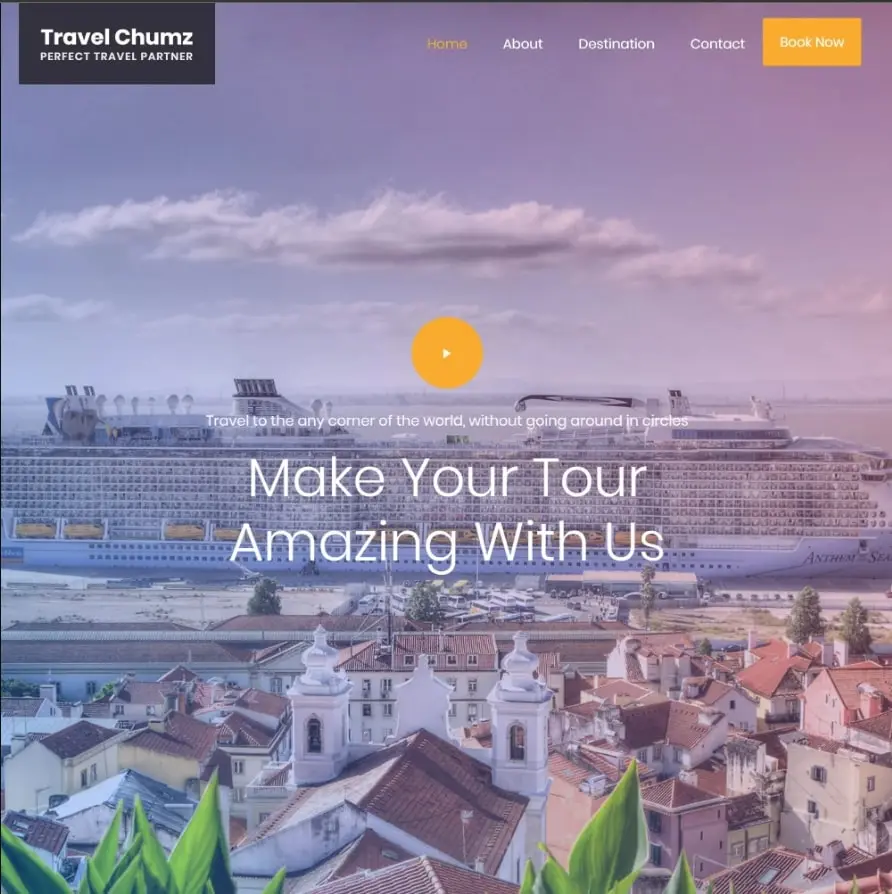 Travel Chumz
PERFECT TRAVEL PARTNER
Home
About
Destination
Contact
Book Now
Travel to the any corner of the world, without going around in circles
Make Your Tour
Amazing With Us
ANTHEM OF THE SEAS